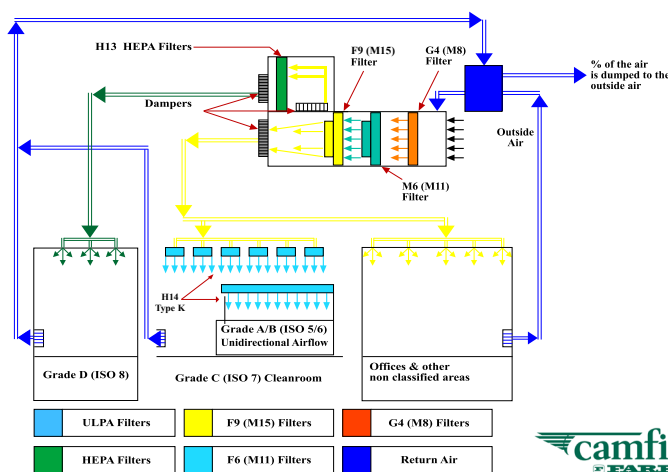 H13 HEPA Filters
F9 (M15)
Filter
G4 (M8)
Filter
% of the air
is dumped to the
outside air
Dampers
Outside
Air
M6 (M11)
Filter
H14
Type K
Grade A/B (ISO 5/6)
Unidirectional Airflow
Grade D (ISO 8)
Grade C (ISO 7) Cleanroom
Offices & other
non classified areas
ULPA Filters
F9 (M15) Filters
G4 (M8) Filters
HEPA Filters
F6 (M11) Filters
Return Air
camfi
FARR